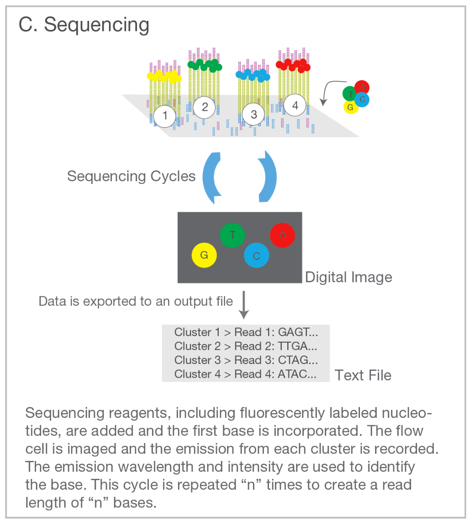 C. Sequencing
1
2
3
4
G
C
Sequencing Cycles
T
A
G
C
Digital Image
Data is exported to an output file
Cluster 1 > Read 1: GAGT...
Cluster 2 > Read 2: TTGA...
Cluster 3 > Read 3: CTAG...
Cluster 4 > Read 4: ATAC...
Text File
Sequencing reagents, including fluorescently labeled nucleo-
tides, are added and the first base is incorporated. The flow
cell is imaged and the emission from each cluster is recorded.
The emission wavelength and intensity are used to identify
the base. This cycle is repeated “n” times to create a read
length of “n” bases.